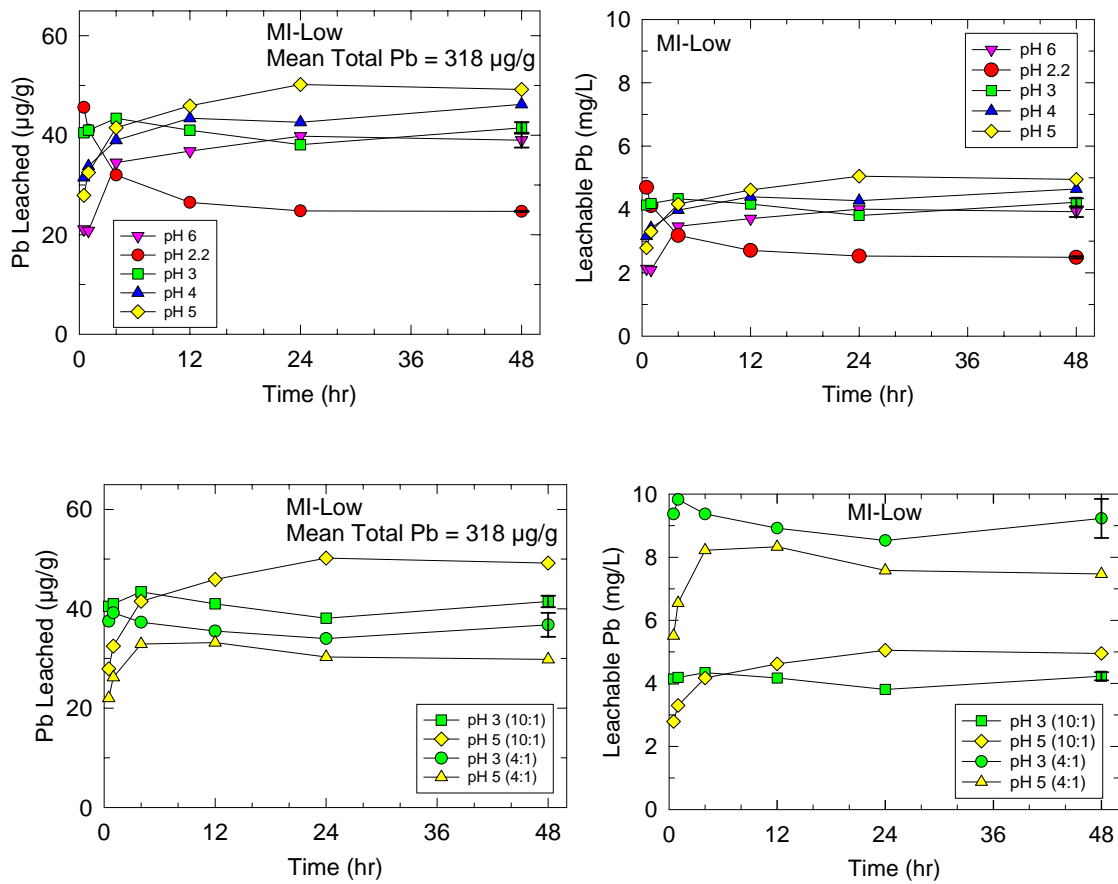 MI-Low
Mean Total Pb = 318 µg/g
Pb Leached (µg/g)
60
40
20
0
pH 6
pH 2.2
pH 3
pH 4
pH 5
0 12 24 36 48
Time (hr)
MI-Low
Leachable Pb (mg/L)
10
8
6
4
2
0
pH 6
pH 2.2
pH 3
pH 4
pH 5
0 12 24 36 48
Time (hr)
MI-Low
Mean Total Pb = 318 µg/g
Pb Leached (µg/g)
60
40
20
0
pH 3 (10:1)
pH 5 (10:1)
pH 3 (4:1)
pH 5 (4:1)
0 12 24 36 48
Time (hr)
MI-Low
Leachable Pb (mg/L)
10
8
6
4
2
0
pH 3 (10:1)
pH 5 (10:1)
pH 3 (4:1)
pH 5 (4:1)
0 12 24 36 48
Time (hr)